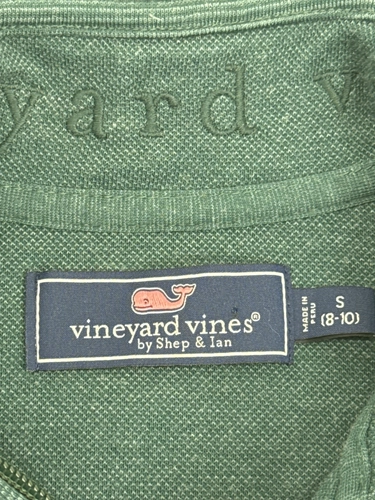 yard v
vineyard vines®
by Shep & Ian
MADE IN
PERU
S
(8-10)